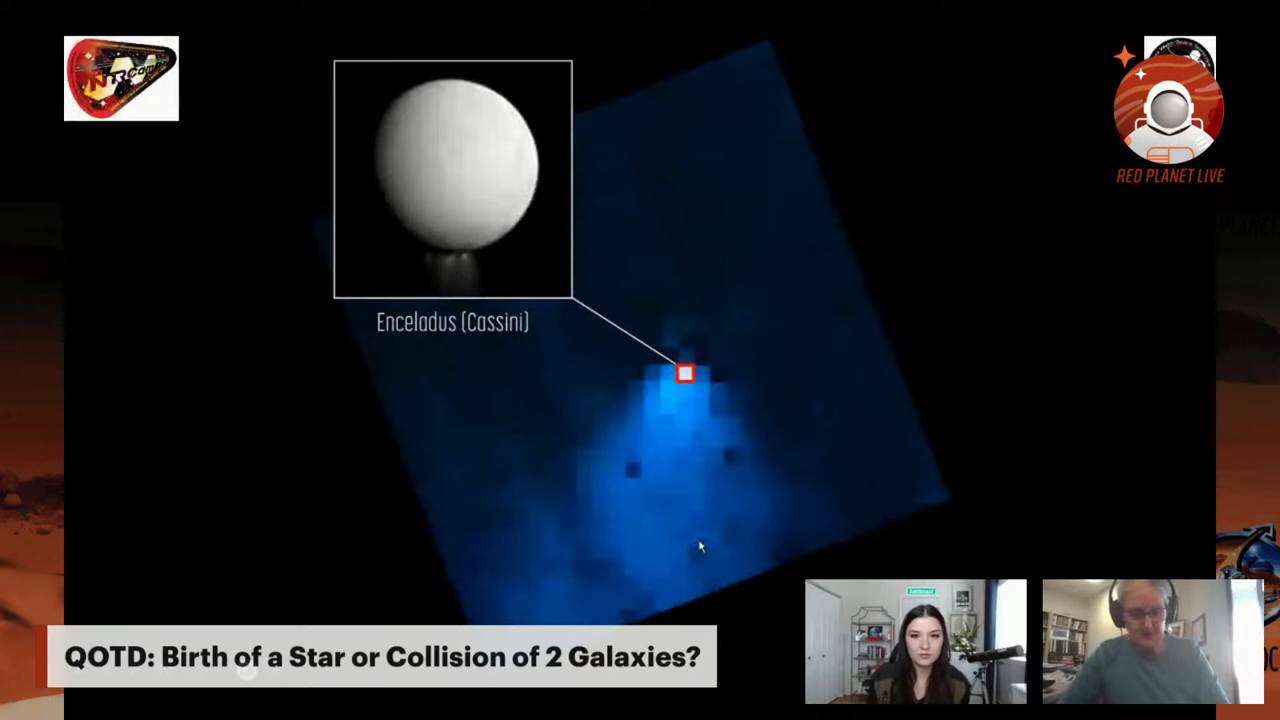 RED PLANET LIVE
Enceladus (Cassini)
QOTD: Birth of a Star or Collision of 2 Galaxies?